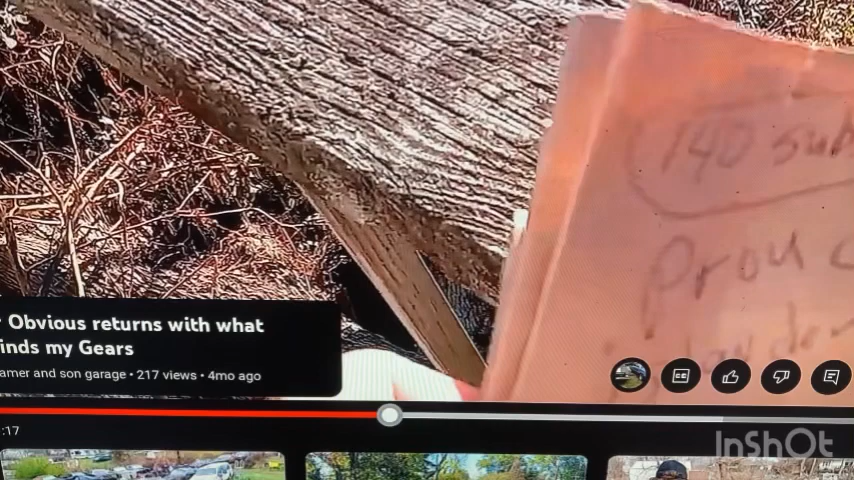 140 sub
Prou
Obvious returns with what
inds my Gears
amer and son garage • 217 views • 4mo ago
:17
CC
InShOt